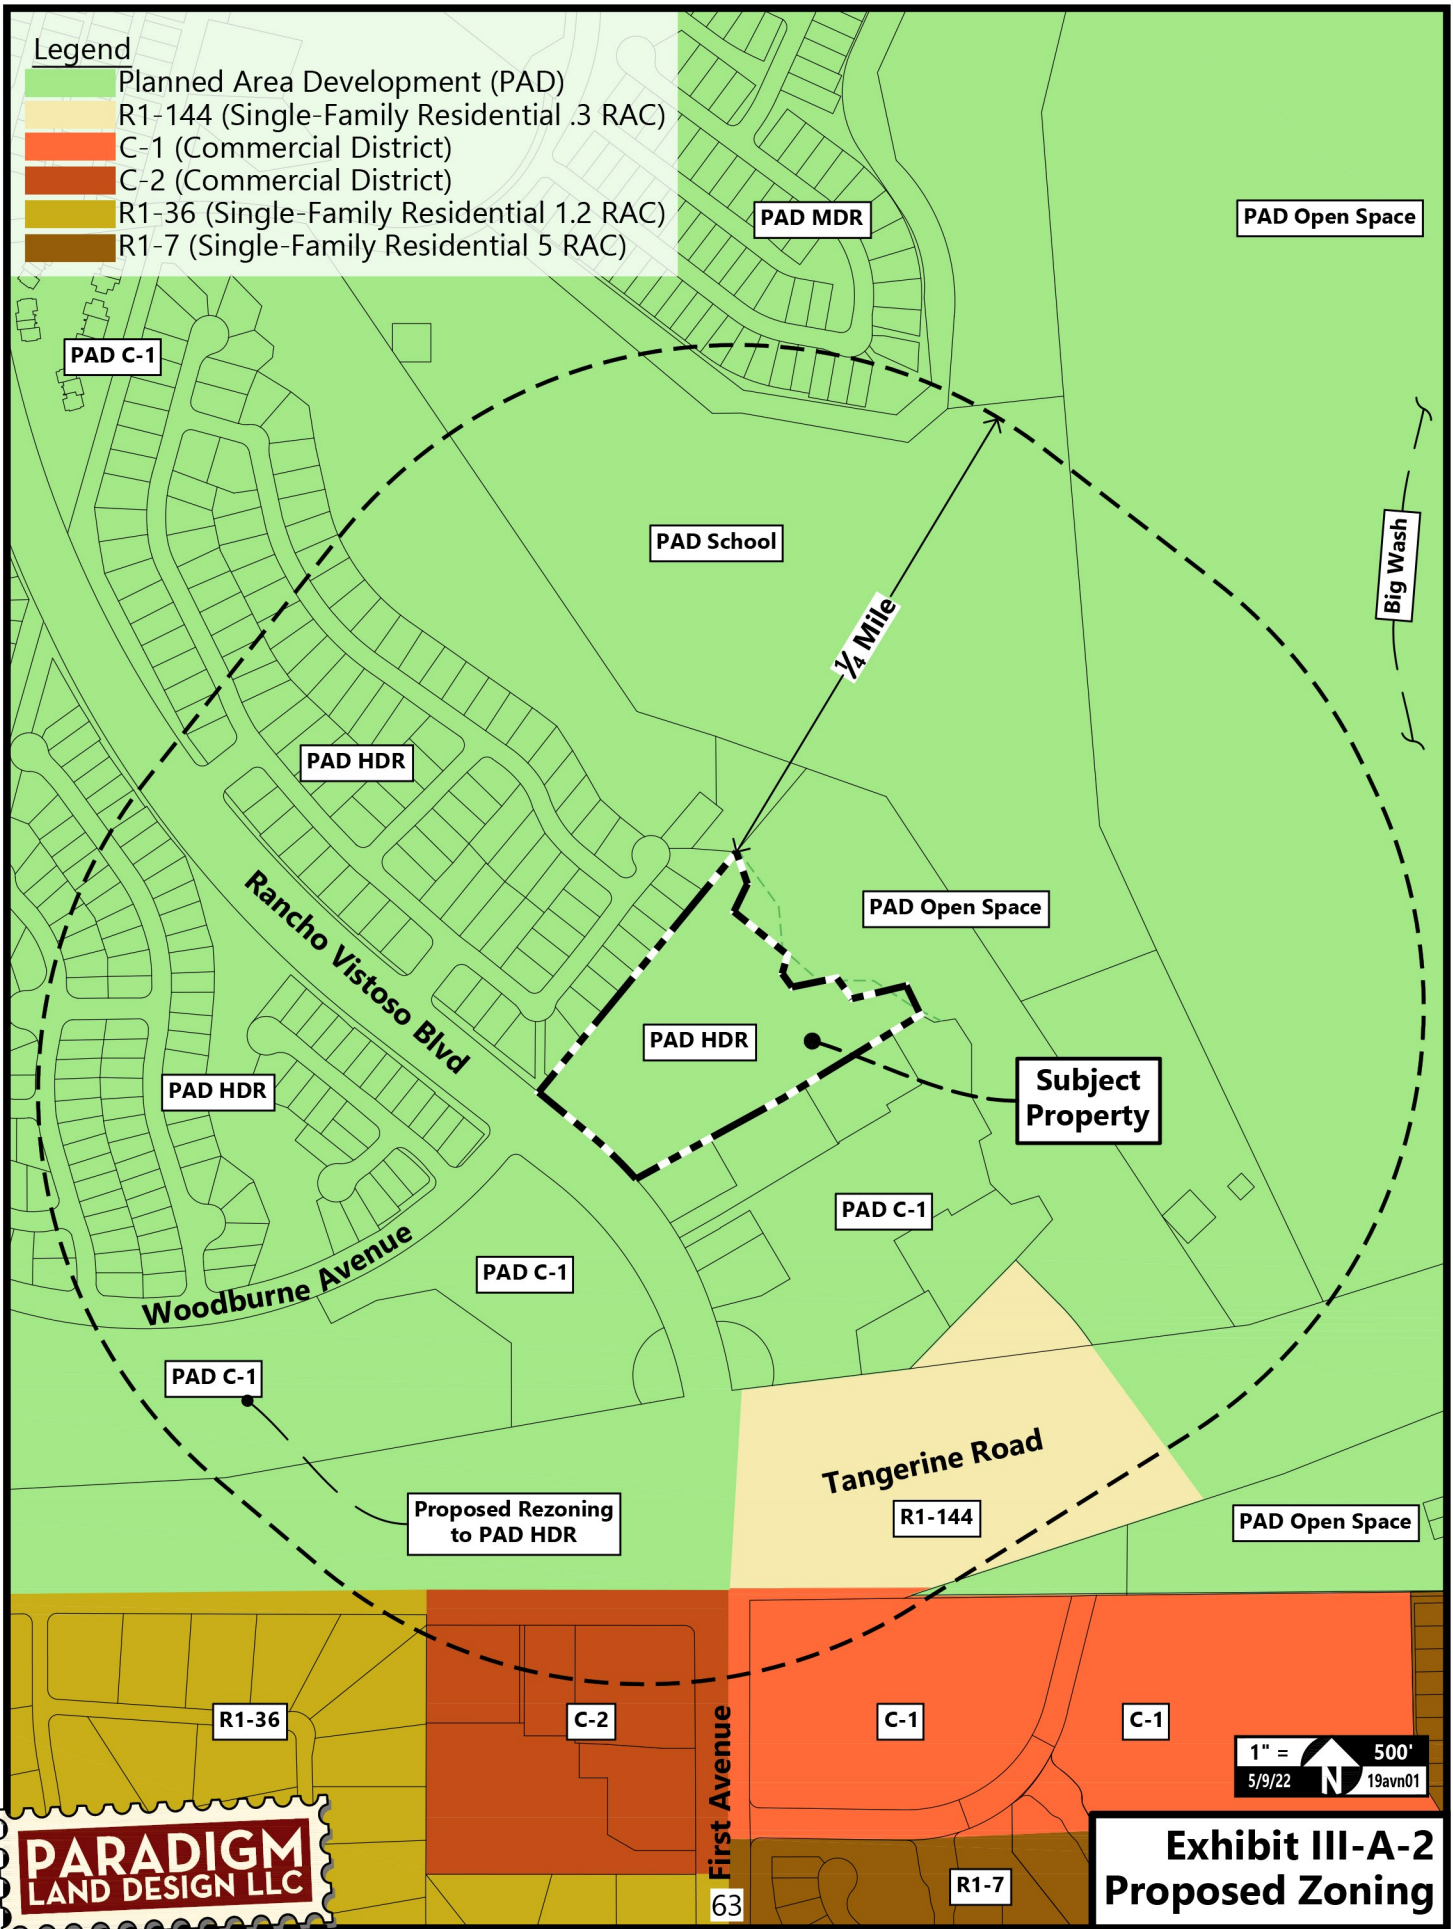 Legend
Planned Area Development (PAD)
R1-144 (Single-Family Residential .3 RAC)
C-1 (Commercial District)
C-2 (Commercial District)
R1-36 (Single-Family Residential 1.2 RAC)
R1-7 (Single-Family Residential 5 RAC)
PAD MDR
PAD Open Space
PAD C-1
PAD School
Big Wash
¼ Mile
PAD HDR
Rancho Vistoso Blvd
PAD Open Space
PAD HDR
PAD HDR
Subject
Property
PAD C-1
Woodburne Avenue
PAD C-1
PAD C-1
Tangerine Road
Proposed Rezoning
to PAD HDR
R1-144
PAD Open Space
R1-36
C-2
First Avenue
C-1
C-1
1" = 500'
5/9/22 N 19avn01
PARADIGM
LAND DESIGN LLC
R1-7
63
Exhibit III-A-2
Proposed Zoning